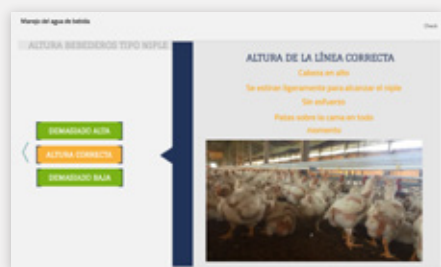 Manejo del agua de bebida
ALTURA BEBEDEROS TIPO NIPLE
DEMASIADO ALTA
ALTURA CORRECTA
DEMASIADO BAJA
ALTURA DE LA LÍNEA CORRECTA
Cabeza en alto
Se estiran ligeramente para alcanzar el niple
Sin esfuerzo
Patas sobre la cama en todo
momento